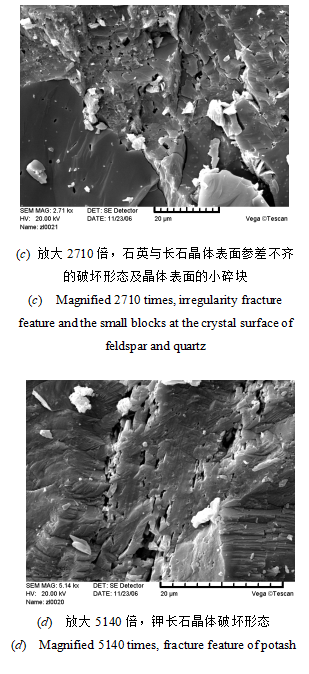 SEM MAG: 2.71 kx DET: SE Detector
HV: 20.00 kV DATE: 11/23/06 20 µm Vega ©Tescan
Name: zt0021
(c) 放大 2710 倍，石英与长石晶体表面参差不齐
的破坏形态及晶体表面的小碎块
(c) Magnified 2710 times, irregularity fracture
feature and the small blocks at the crystal surface of
feldspar and quartz
SEM MAG: 5.14 kx DET: SE Detector
HV: 20.00 kV DATE: 11/23/06 20 µm Vega ©Tescan
Name: zt0020
(d) 放大 5140 倍，钾长石晶体破坏形态
(d) Magnified 5140 times, fracture feature of potash